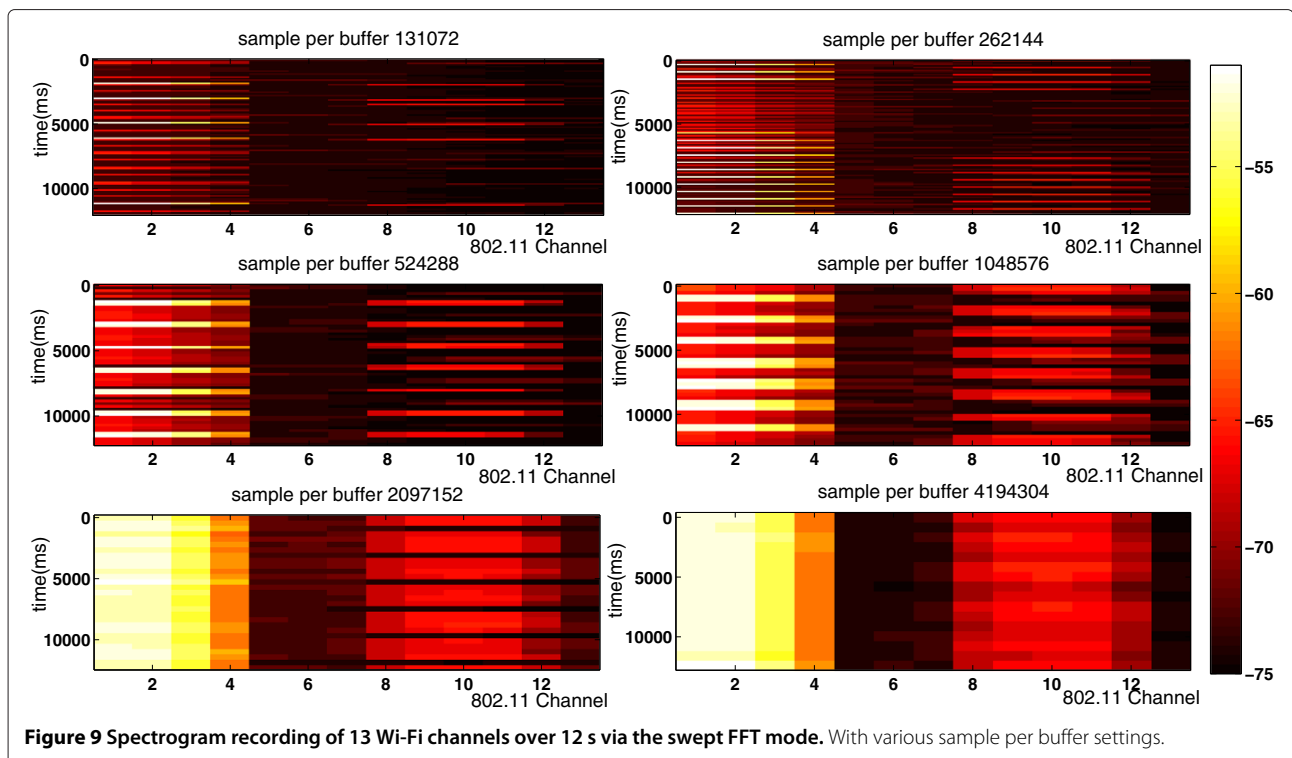 sample per buffer 131072
time(ms)
0
5000
10000
2 4 6 8 10 12
802.11 Channel
sample per buffer 262144
time(ms)
0
5000
10000
2 4 6 8 10 12
802.11 Channel
sample per buffer 524288
time(ms)
0
5000
10000
2 4 6 8 10 12
802.11 Channel
sample per buffer 1048576
time(ms)
0
5000
10000
2 4 6 8 10 12
802.11 Channel
sample per buffer 2097152
time(ms)
0
5000
10000
2 4 6 8 10 12
802.11 Channel
sample per buffer 4194304
time(ms)
0
5000
10000
2 4 6 8 10 12
802.11 Channel
−55
−60
−65
−70
−75
Figure 9 Spectrogram recording of 13 Wi-Fi channels over 12 s via the swept FFT mode. With various sample per buffer settings.